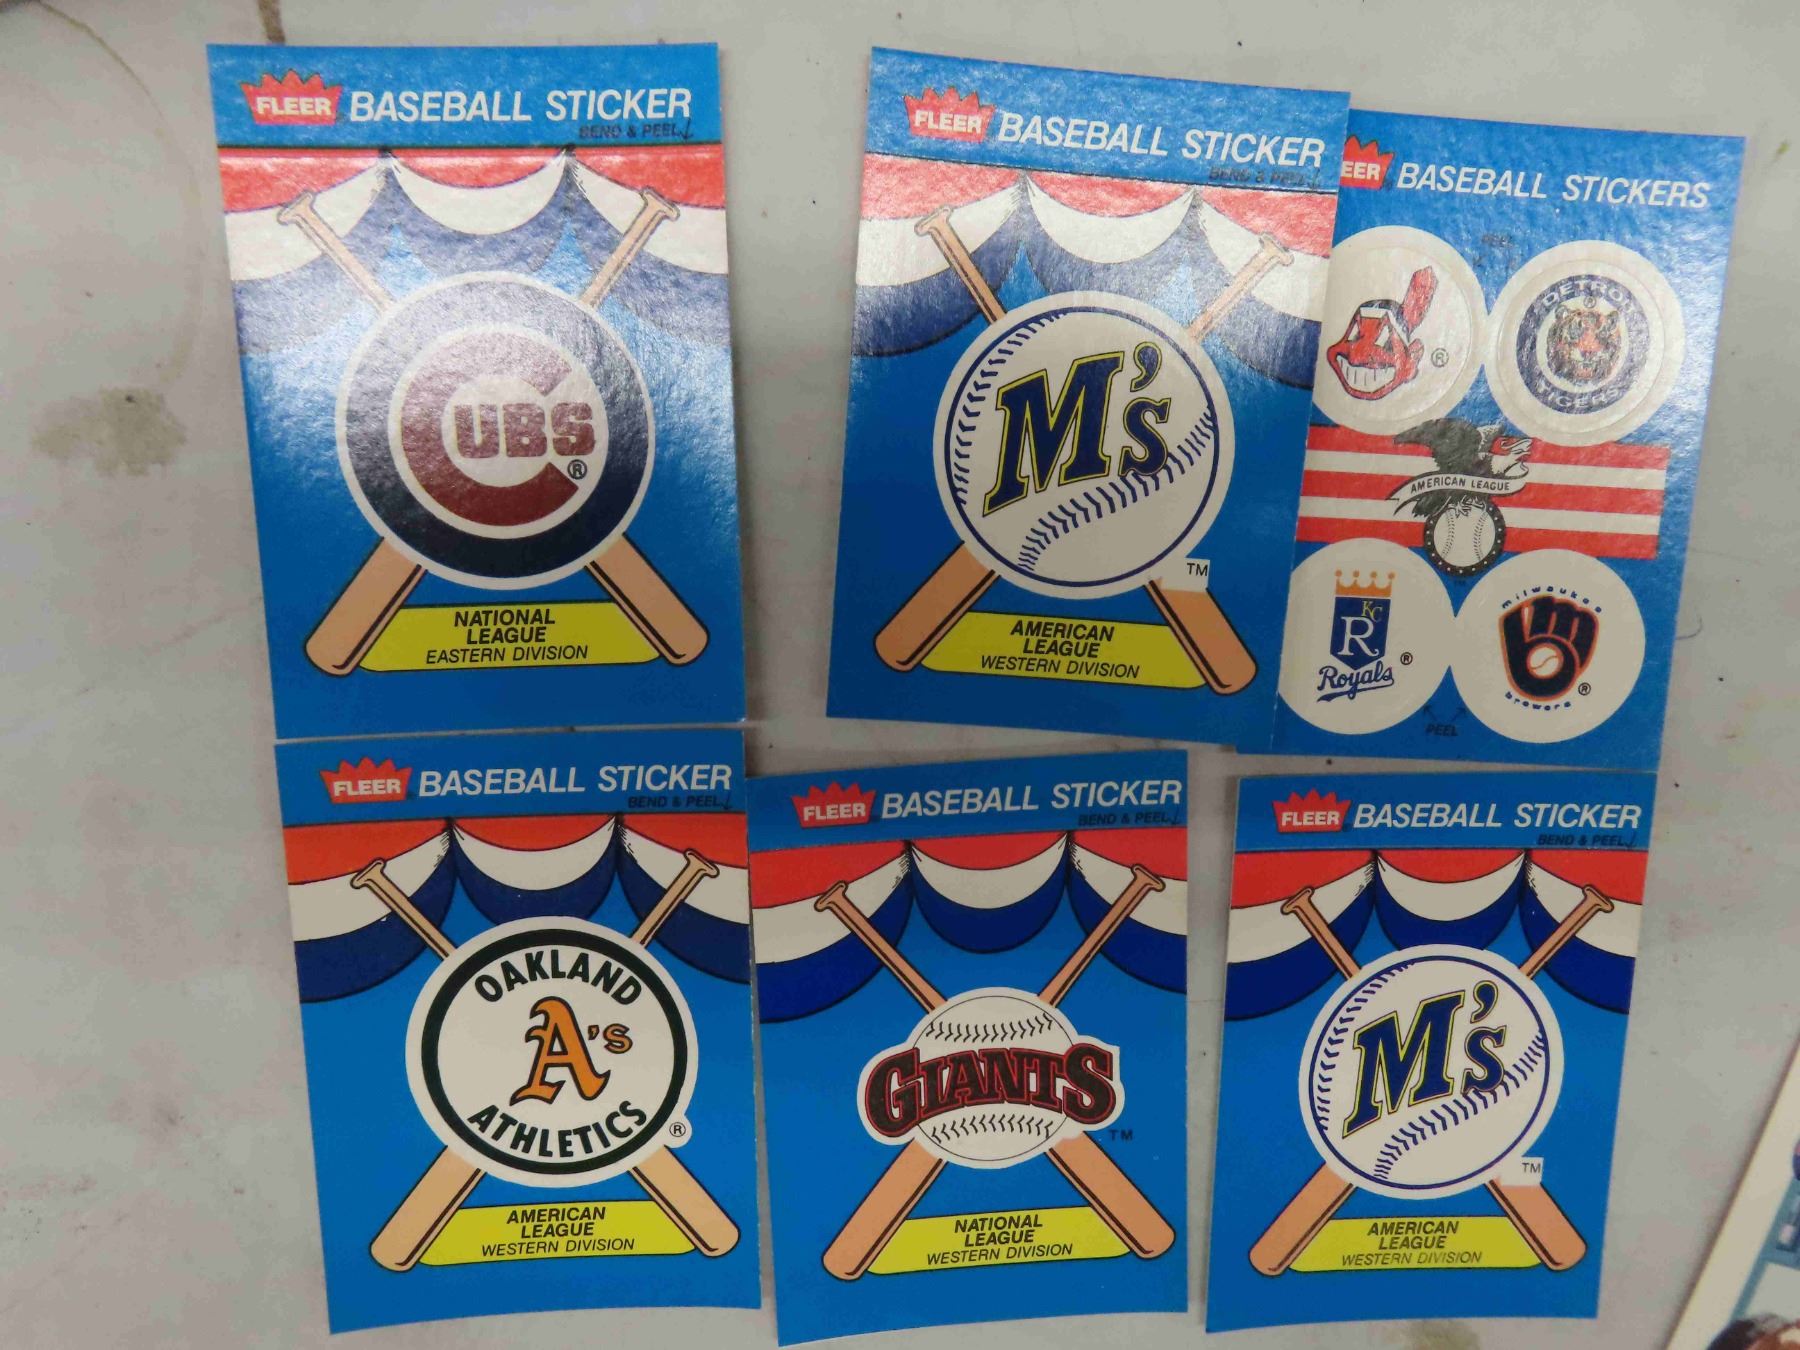 FLEER BASEBALL STICKER
BEND & PEEL
CUBS
®
NATIONAL
LEAGUE
EASTERN DIVISION
FLEER BASEBALL STICKER
BEND & PEEL
M's
TM
AMERICAN
LEAGUE
WESTERN DIVISION
EER BASEBALL STICKERS
PEEL
®
DETROIT
®
TIGERS
AMERICAN LEAGUE
TM
KC
R
Royals ®
milwaukee
brewers ®
PEEL
FLEER BASEBALL STICKER
BEND & PEEL
OAKLAND
A's
ATHLETICS ®
AMERICAN
LEAGUE
WESTERN DIVISION
FLEER BASEBALL STICKER
BEND & PEEL
GIANTS
TM
NATIONAL
LEAGUE
WESTERN DIVISION
FLEER BASEBALL STICKER
BEND & PEEL
M's
TM
AMERICAN
LEAGUE
WESTERN DIVISION